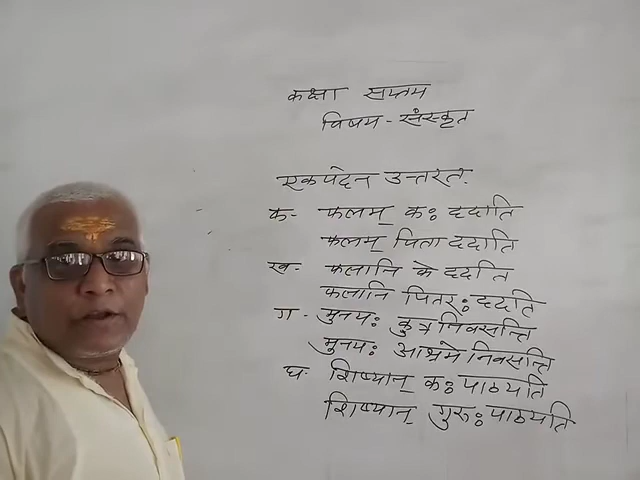 कक्षा सप्तम
विषय - संस्कृत
एकपदेन उत्तरत.
क- फलम् कः ददाति
फलम् पिता ददाति
ख- फलानि के ददति
फलानि पितरः ददति
ग- मुनयः कुत्र निवसन्ति
मुनयः आश्रमे निवसन्ति
घ- शिष्यान् कः पाठयति
शिष्यान् गुरुः पाठयति